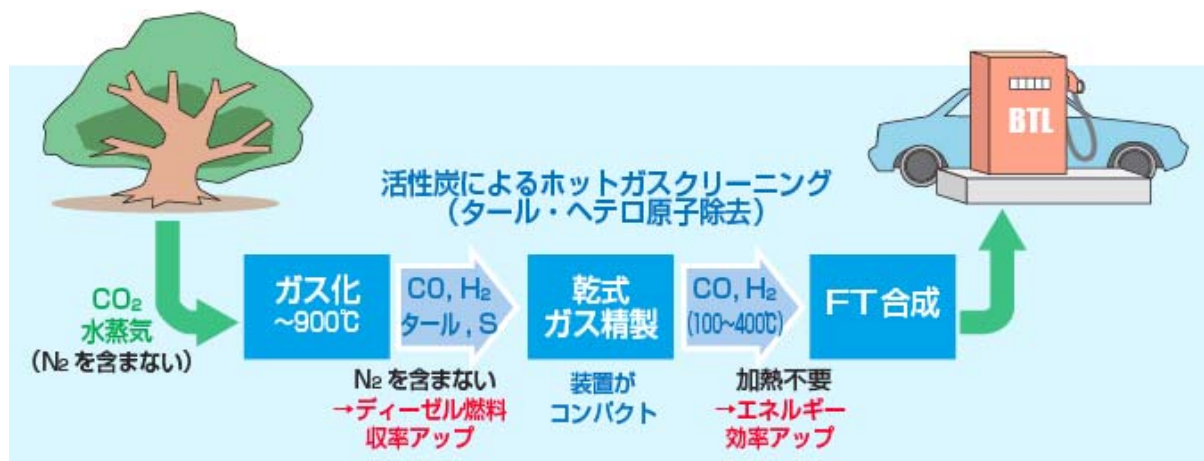 BTL
活性炭によるホットガスクリーニング
(タール・ヘテロ原子除去)
CO₂
水蒸気
(N₂を含まない)
ガス化
~900℃
CO, H₂
タール, S
乾式
ガス精製
CO, H₂
(100~400℃)
FT合成
N₂を含まない
→ディーゼル燃料
収率アップ
装置が
コンパクト
加熱不要
→エネルギー
効率アップ